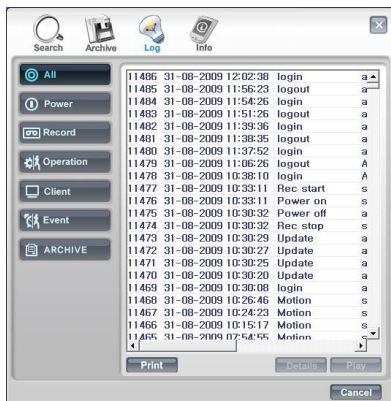 Search Archive Log Info
All
Power
Record
Operation
Client
Event
ARCHIVE
11486 31-08-2009 12:02:38 login a
11485 31-08-2009 11:56:23 logout a
11484 31-08-2009 11:54:26 login a
11483 31-08-2009 11:51:26 logout a
11482 31-08-2009 11:39:36 login a
11481 31-08-2009 11:38:35 logout a
11480 31-08-2009 11:37:52 login a
11479 31-08-2009 11:06:26 logout A
11478 31-08-2009 10:38:10 login A
11477 31-08-2009 10:33:11 Rec start s
11476 31-08-2009 10:33:11 Power on s
11475 31-08-2009 10:30:32 Power off a
11474 31-08-2009 10:30:32 Rec stop s
11473 31-08-2009 10:30:29 Update a
11472 31-08-2009 10:30:27 Update a
11471 31-08-2009 10:30:25 Update a
11470 31-08-2009 10:30:20 Update a
11469 31-08-2009 10:30:08 login a
11468 31-08-2009 10:26:46 Motion s
11467 31-08-2009 10:24:23 Motion s
11466 31-08-2009 10:15:17 Motion s
11465 31-08-2009 07:54:55 Motion s
Print Details Play
Cancel